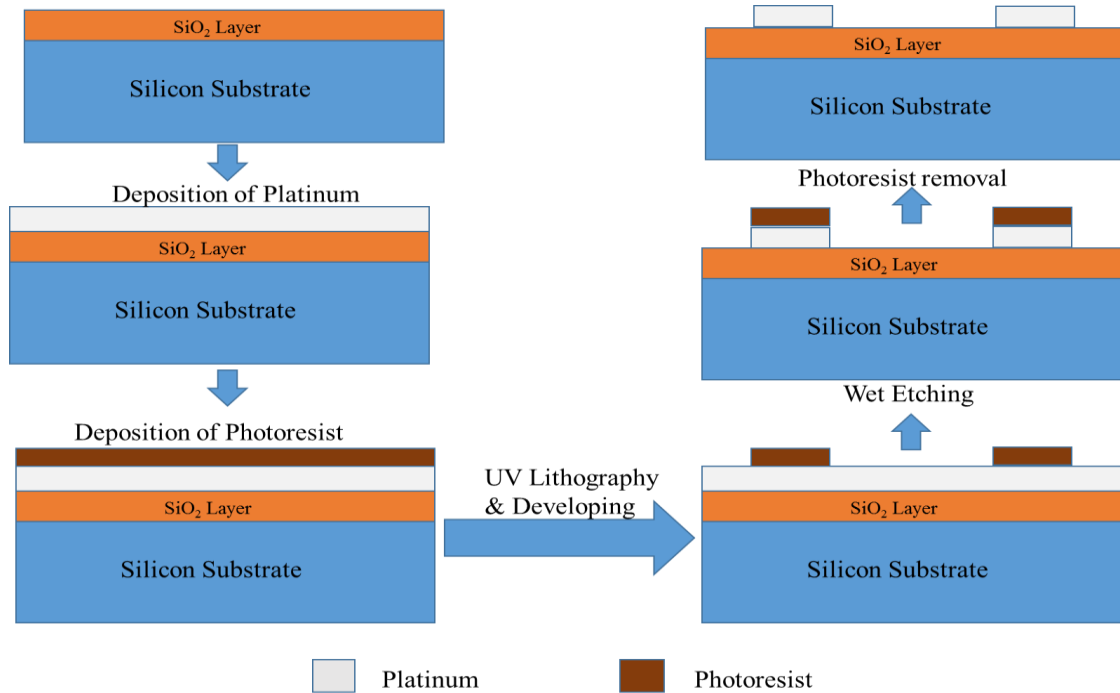 SiO₂ Layer
Silicon Substrate
Deposition of Platinum
SiO₂ Layer
Silicon Substrate
Deposition of Photoresist
SiO₂ Layer
Silicon Substrate
UV Lithography
& Developing
SiO₂ Layer
Silicon Substrate
Wet Etching
SiO₂ Layer
Silicon Substrate
Photoresist removal
SiO₂ Layer
Silicon Substrate
Platinum
Photoresist